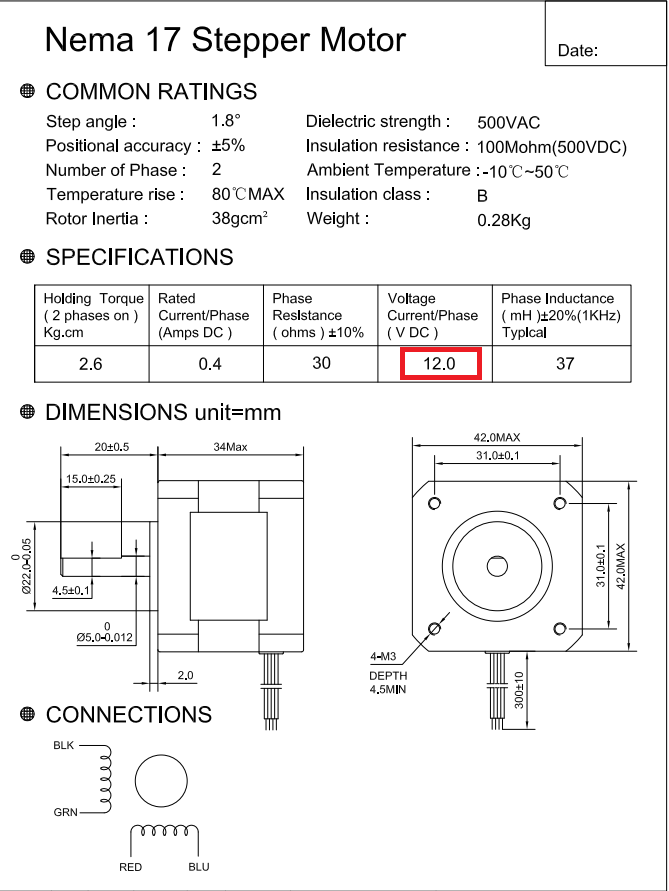 Nema 17 Stepper Motor
Date:
COMMON RATINGS
Step angle : 1.8° Dielectric strength : 500VAC
Positional accuracy : ±5% Insulation resistance : 100Mohm(500VDC)
Number of Phase : 2 Ambient Temperature : -10℃~50℃
Temperature rise : 80℃MAX Insulation class : B
Rotor Inertia : 38gcm² Weight : 0.28Kg
SPECIFICATIONS
Holding Torque
( 2 phases on )
Kg.cm
Rated
Current/Phase
(Amps DC )
Phase
Resistance
( ohms ) ±10%
Voltage
Current/Phase
( V DC )
Phase Inductance
( mH )±20%(1KHz)
Typical
2.6 0.4 30 12.0 37
DIMENSIONS unit=mm
20±0.5
34Max
15.0±0.25
0
Ø22.0-0.05
4.5±0.1
0
Ø5.0-0.012
2.0
42.0MAX
31.0±0.1
31.0±0.1
42.0MAX
4-M3
DEPTH
4.5MIN
300±10
CONNECTIONS
BLK
GRN
RED BLU